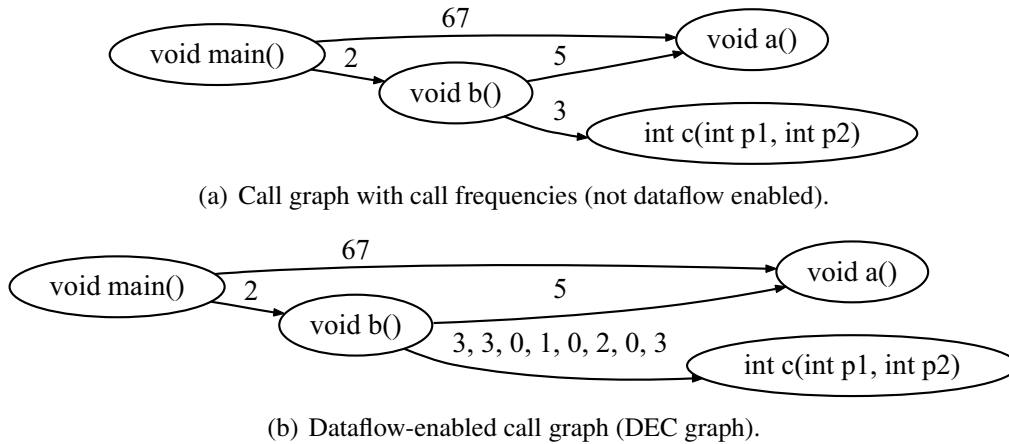 67
void main()
void a()
2
5
void b()
3
int c(int p1, int p2)
(a) Call graph with call frequencies (not dataflow enabled).
67
void main()
void a()
2
5
void b()
3, 3, 0, 1, 0, 2, 0, 3
int c(int p1, int p2)
(b) Dataflow-enabled call graph (DEC graph).